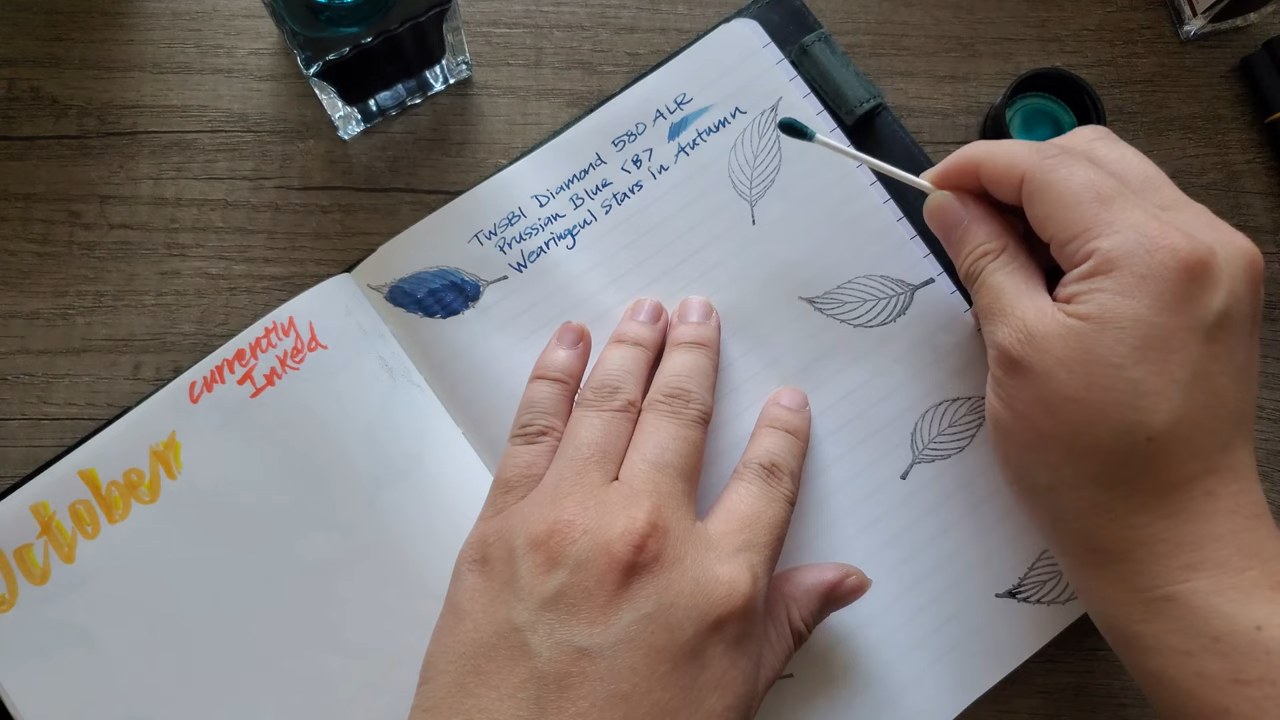 October
currently
Inked
TWSBI Diamond 580 ALR
Prussian Blue <B>
Wearingeul Stars in Autumn